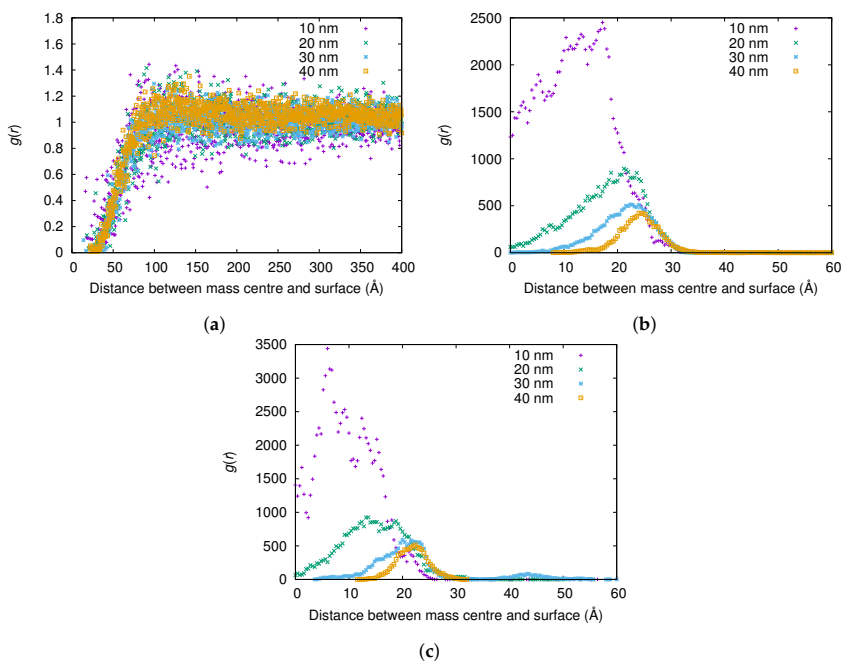 10 nm
20 nm
30 nm
40 nm
g(r)
1.8
1.6
1.4
1.2
1
0.8
0.6
0.4
0.2
0
0 50 100 150 200 250 300 350 400
Distance between mass centre and surface (Å)
(a)
10 nm
20 nm
30 nm
40 nm
g(r)
2500
2000
1500
1000
500
0
0 10 20 30 40 50 60
Distance between mass centre and surface (Å)
(b)
10 nm
20 nm
30 nm
40 nm
g(r)
3500
3000
2500
2000
1500
1000
500
0
0 10 20 30 40 50 60
Distance between mass centre and surface (Å)
(c)